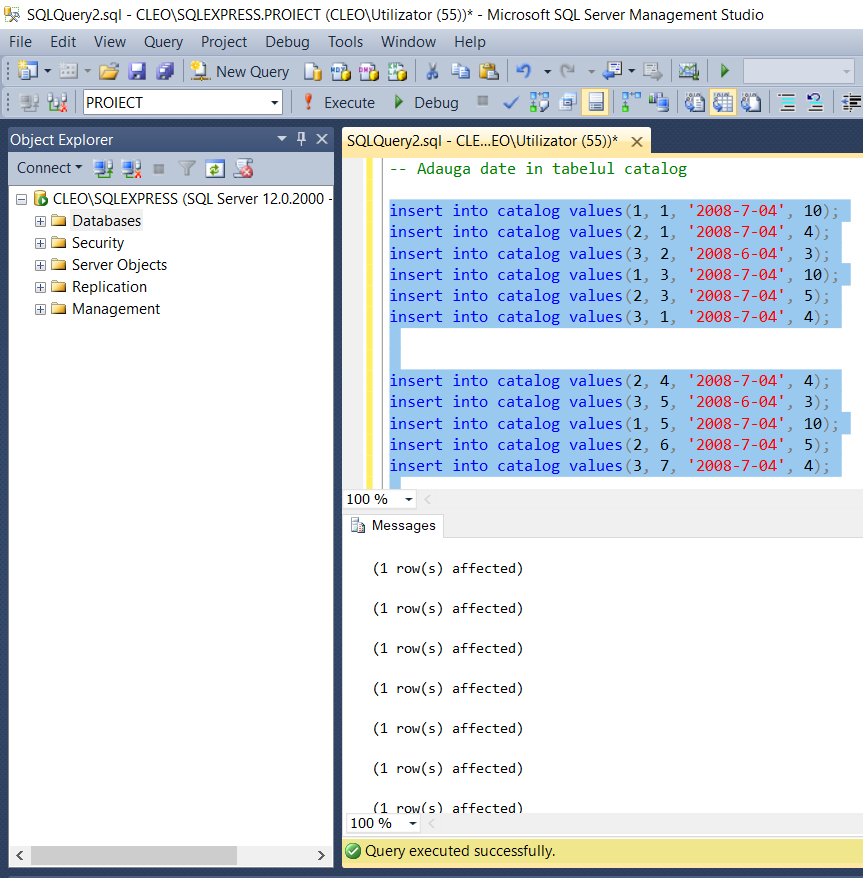 SQLQuery2.sql - CLEO\SQLEXPRESS.PROIECT (CLEO\Utilizator (55))* - Microsoft SQL Server Management Studio
File Edit View Query Project Debug Tools Window Help
New Query
PROIECT Execute Debug
Object Explorer
Connect
CLEO\SQLEXPRESS (SQL Server 12.0.2000 -
Databases
Security
Server Objects
Replication
Management
SQLQuery2.sql - CLE...EO\Utilizator (55))*
-- Adauga date in tabelul catalog
insert into catalog values(1, 1, '2008-7-04', 10);
insert into catalog values(2, 1, '2008-7-04', 4);
insert into catalog values(3, 2, '2008-6-04', 3);
insert into catalog values(1, 3, '2008-7-04', 10);
insert into catalog values(2, 3, '2008-7-04', 5);
insert into catalog values(3, 1, '2008-7-04', 4);
insert into catalog values(2, 4, '2008-7-04', 4);
insert into catalog values(3, 5, '2008-6-04', 3);
insert into catalog values(1, 5, '2008-7-04', 10);
insert into catalog values(2, 6, '2008-7-04', 5);
insert into catalog values(3, 7, '2008-7-04', 4);
100 %
Messages
(1 row(s) affected)
(1 row(s) affected)
(1 row(s) affected)
(1 row(s) affected)
(1 row(s) affected)
(1 row(s) affected)
(1 row(s) affected)
100 %
Query executed successfully.